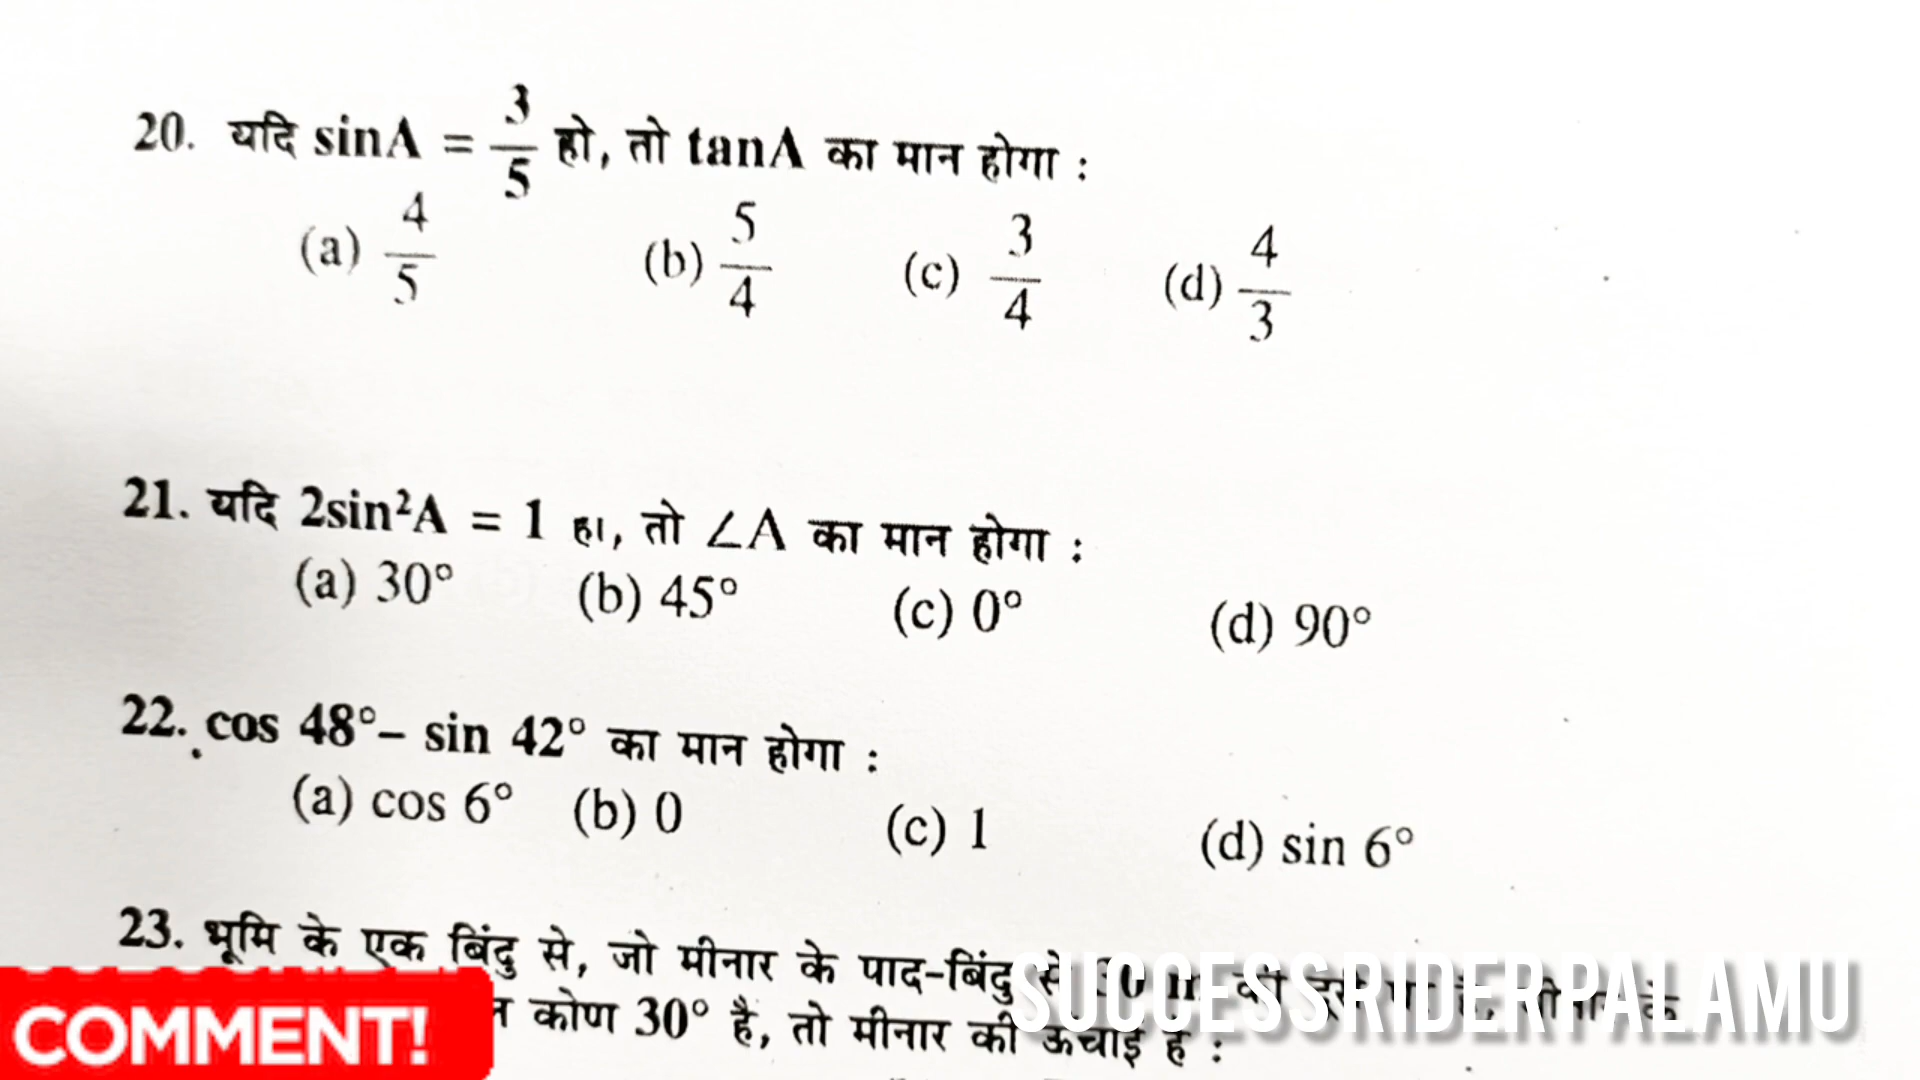 20. यदि sinA = 3/5 हो, तो tanA का मान होगा :
(a) 4/5 (b) 5/4 (c) 3/4 (d) 4/3
21. यदि 2sin²A = 1 हा, तो ∠A का मान होगा :
(a) 30° (b) 45° (c) 0° (d) 90°
22. cos 48° – sin 42° का मान होगा :
(a) cos 6° (b) 0 (c) 1 (d) sin 6°
23. भूमि के एक बिंदु से, जो मीनार के पाद-बिंदु से 30 m की दूरी पर है, मीनार के
कोण 30° है, तो मीनार की ऊँचाई है :
COMMENT!
SUCCESS RIDER PALAMU